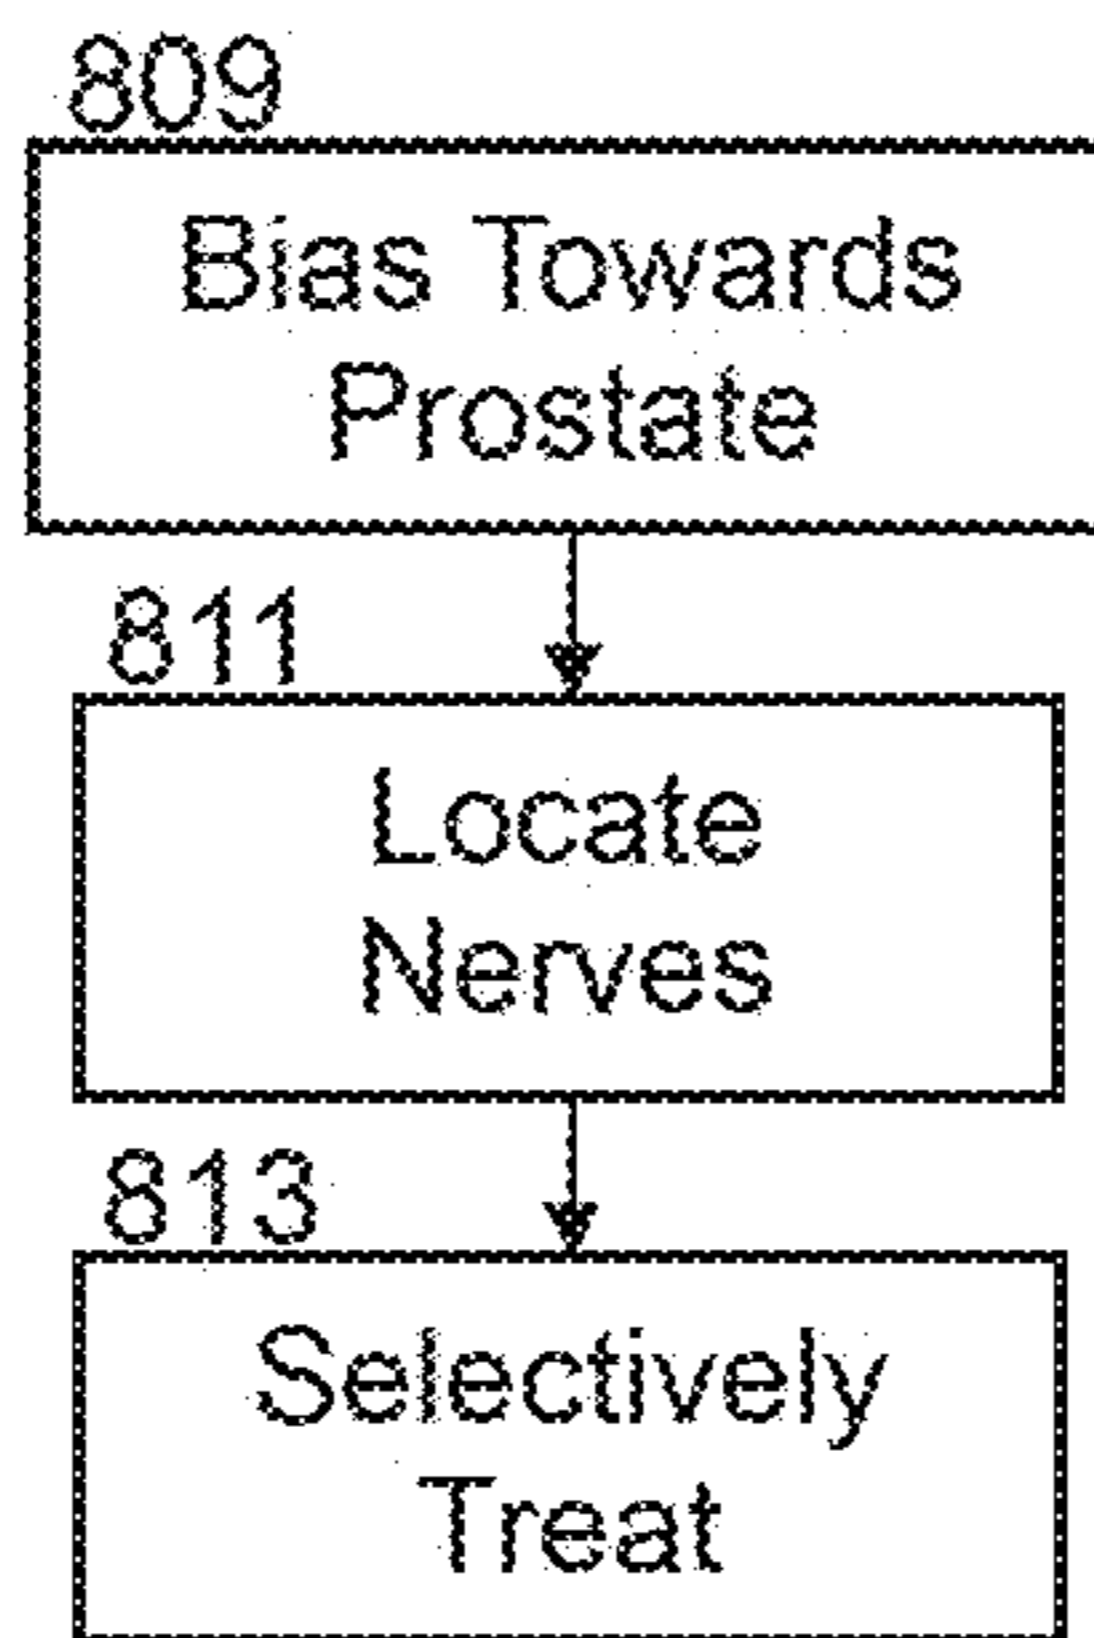 809
Bias Towards
Prostate
811
Locate
Nerves
813
Selectively
Treat